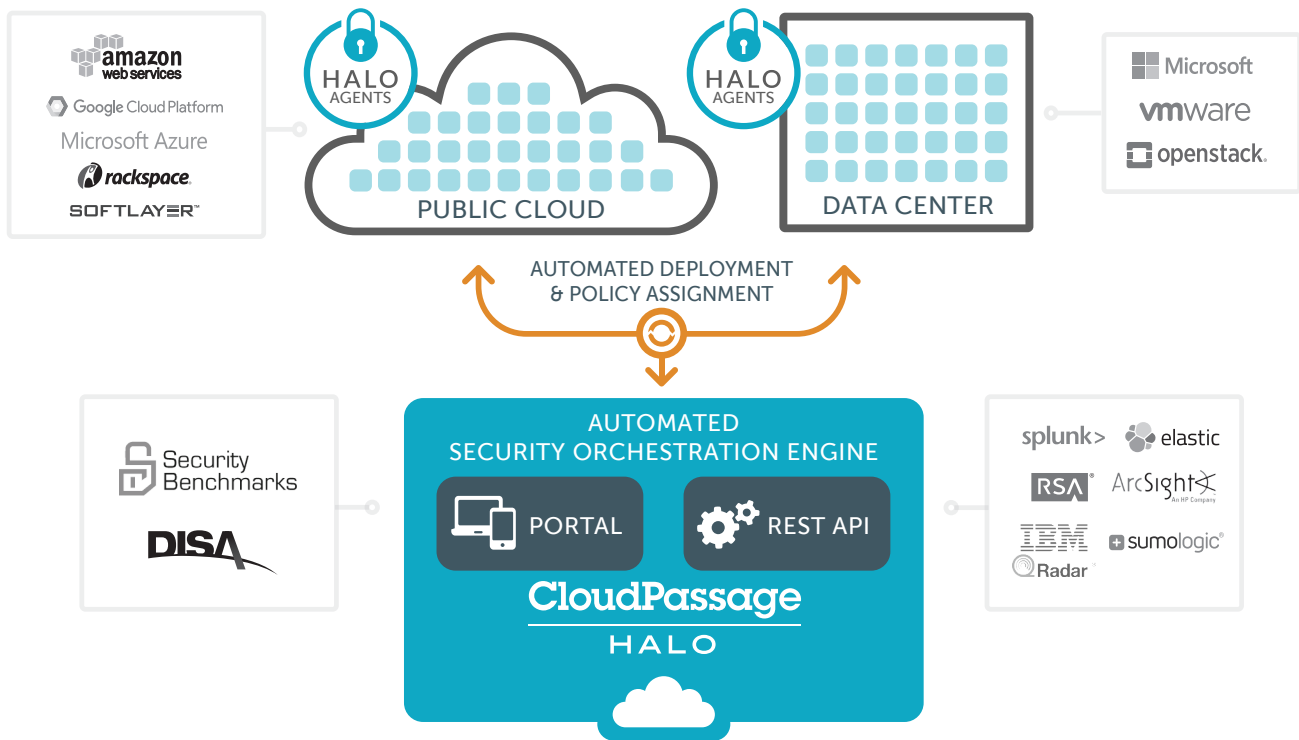 amazon
web services
Google Cloud Platform
Microsoft Azure
rackspace.
SOFTLAYER™
HALO
AGENTS
PUBLIC CLOUD
HALO
AGENTS
DATA CENTER
Microsoft
vmware
openstack.
AUTOMATED DEPLOYMENT
& POLICY ASSIGNMENT
Security
Benchmarks
DISA
AUTOMATED
SECURITY ORCHESTRATION ENGINE
PORTAL
REST API
CloudPassage
HALO
splunk>
elastic
RSA®
ArcSight
An HP Company
IBM
QRadar
sumologic®